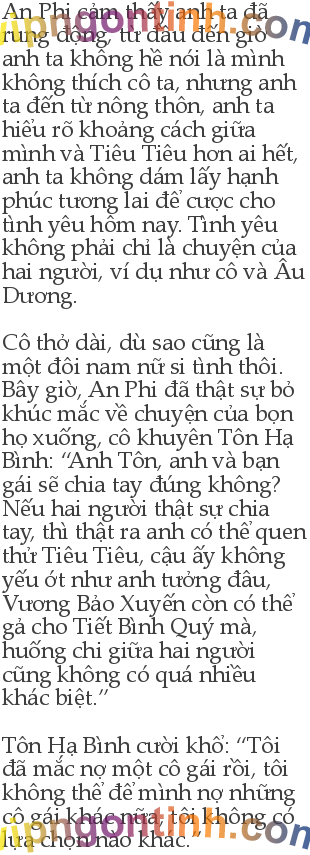 An Phi cảm thấy anh ta đã
rung động, từ đầu đến giờ
anh ta không hề nói là mình
không thích cô ta, nhưng anh
ta đến từ nông thôn, anh ta
hiểu rõ khoảng cách giữa
mình và Tiêu Tiêu hơn ai hết,
anh ta không dám lấy hạnh
phúc tương lai để cược cho
tình yêu hôm nay. Tình yêu
không phải chỉ là chuyện của
hai người, ví dụ như cô và Âu
Dương.
Cô thở dài, dù sao cũng là
một đôi nam nữ si tình thôi.
Bây giờ, An Phi đã thật sự bỏ
khúc mắc về chuyện của bọn
họ xuống, cô khuyên Tôn Hạ
Bình: “Anh Tôn, anh và bạn
gái sẽ chia tay đúng không?
Nếu hai người thật sự chia
tay, thì thật ra anh có thể quen
thử Tiêu Tiêu, cậu ấy không
yếu ớt như anh tưởng đâu,
Vương Bảo Xuyến còn có thể
gả cho Tiết Bình Quý mà,
huống chi giữa hai người
cũng không có quá nhiều
khác biệt.”
Tôn Hạ Bình cười khổ: “Tôi
đã mắc nợ một cô gái rồi, tôi
không thể để mình nợ những
cô gái khác nữa, tôi không có
lựa chọn nào khác.”
vipngontinh.com
vipngontinh.com